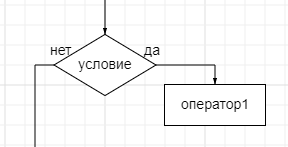 нет да
условие
оператор1